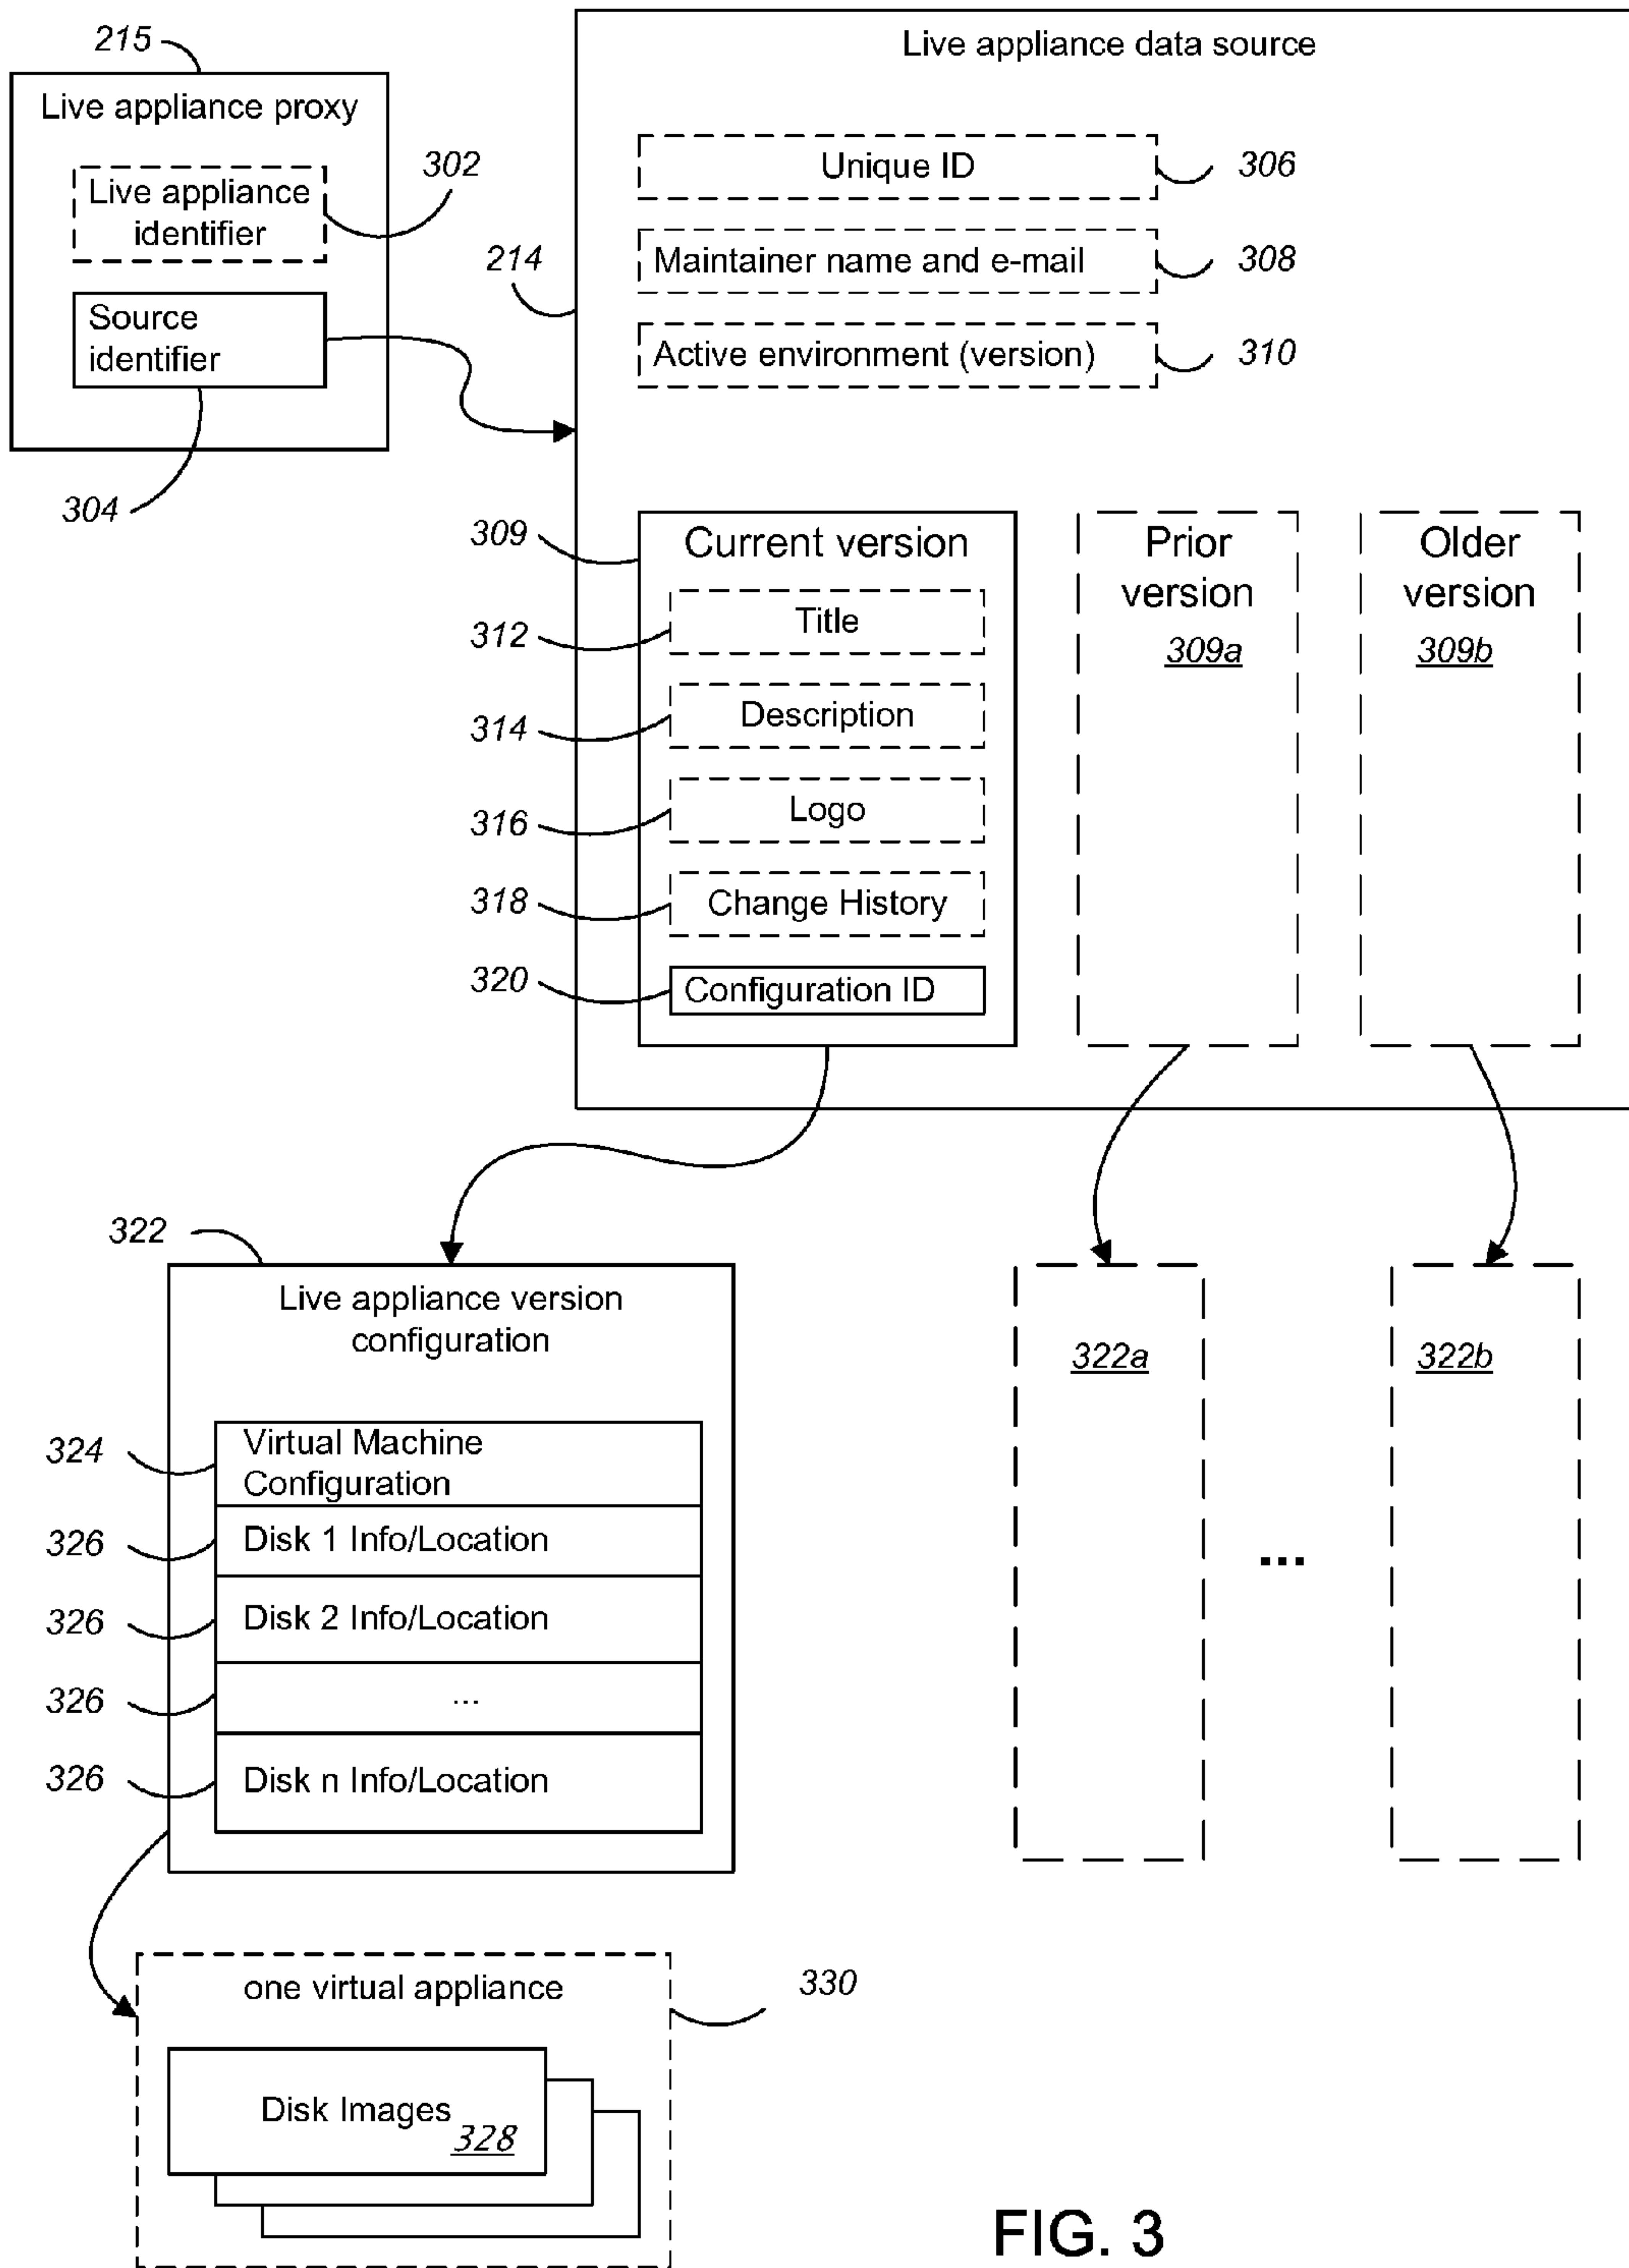 215
Live appliance proxy
Live appliance
identifier
302
Source
identifier
304
Live appliance data source
214
Unique ID
306
Maintainer name and e-mail
308
Active environment (version)
310
309
Current version
312
Title
314
Description
316
Logo
318
Change History
320
Configuration ID
Prior
version
309a
Older
version
309b
322
Live appliance version
configuration
324
Virtual Machine
Configuration
326
Disk 1 Info/Location
326
Disk 2 Info/Location
326
...
326
Disk n Info/Location
322a
...
322b
one virtual appliance
330
Disk Images
328
FIG. 3